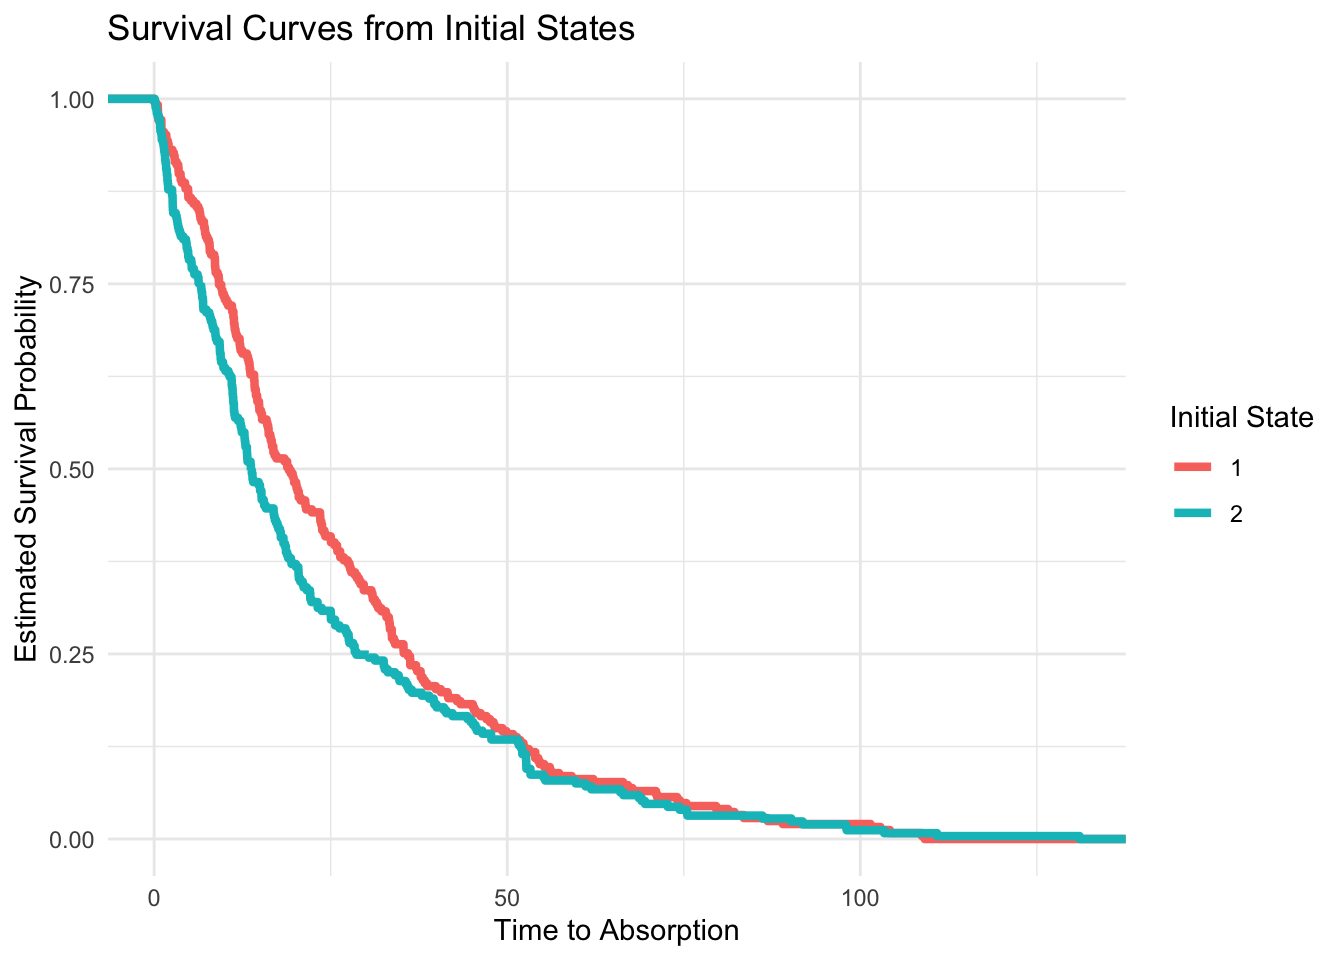 Survival Curves from Initial States
Estimated Survival Probability
1.00
0.75
0.50
0.25
0.00
0
50
100
Time to Absorption
Initial State
1
2